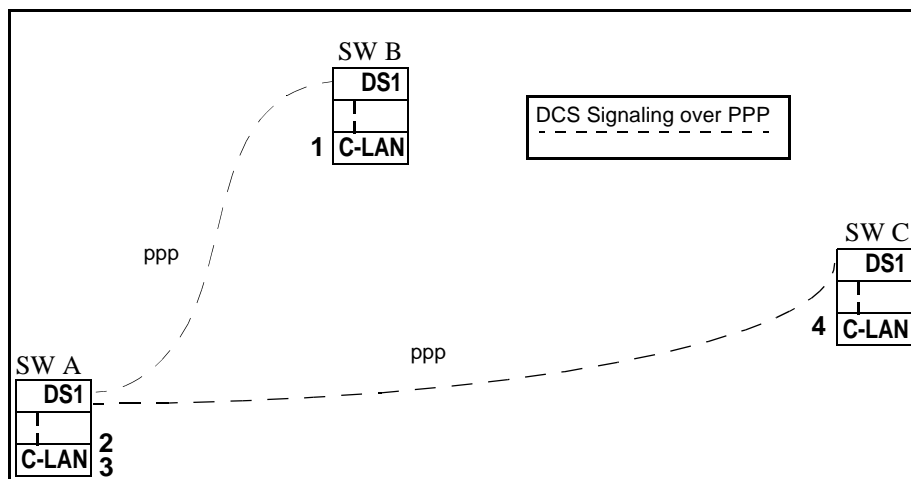 SW B
DS1
1
C-LAN
DCS Signaling over PPP
ppp
SW C
DS1
4
C-LAN
ppp
SW A
DS1
2
C-LAN
3